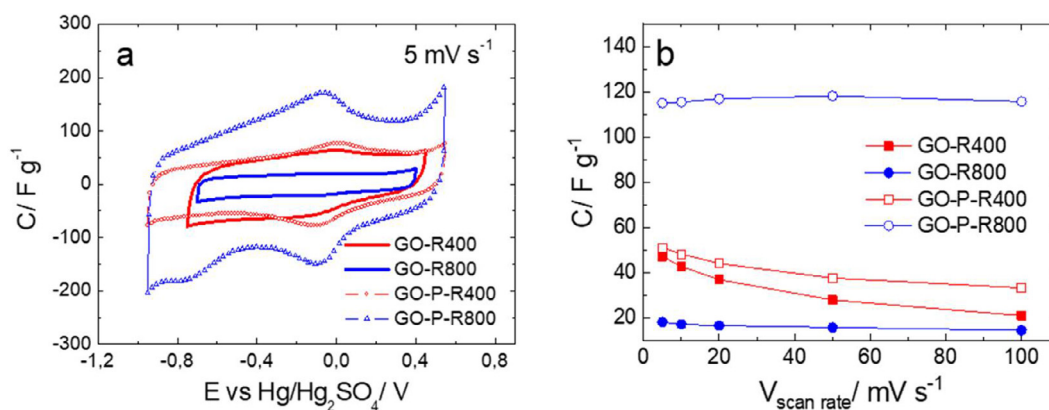 a
5 mV s⁻¹
300
200
100
0
-100
-200
-300
C/ F g⁻¹
GO-R400
GO-R800
GO-P-R400
GO-P-R800
-1,2
-0,8
-0,4
0,0
0,4
0,8
E vs Hg/Hg₂SO₄/ V
b
140
120
100
80
60
40
20
C/ F g⁻¹
GO-R400
GO-R800
GO-P-R400
GO-P-R800
20
40
60
80
100
V scan rate/ mV s⁻¹